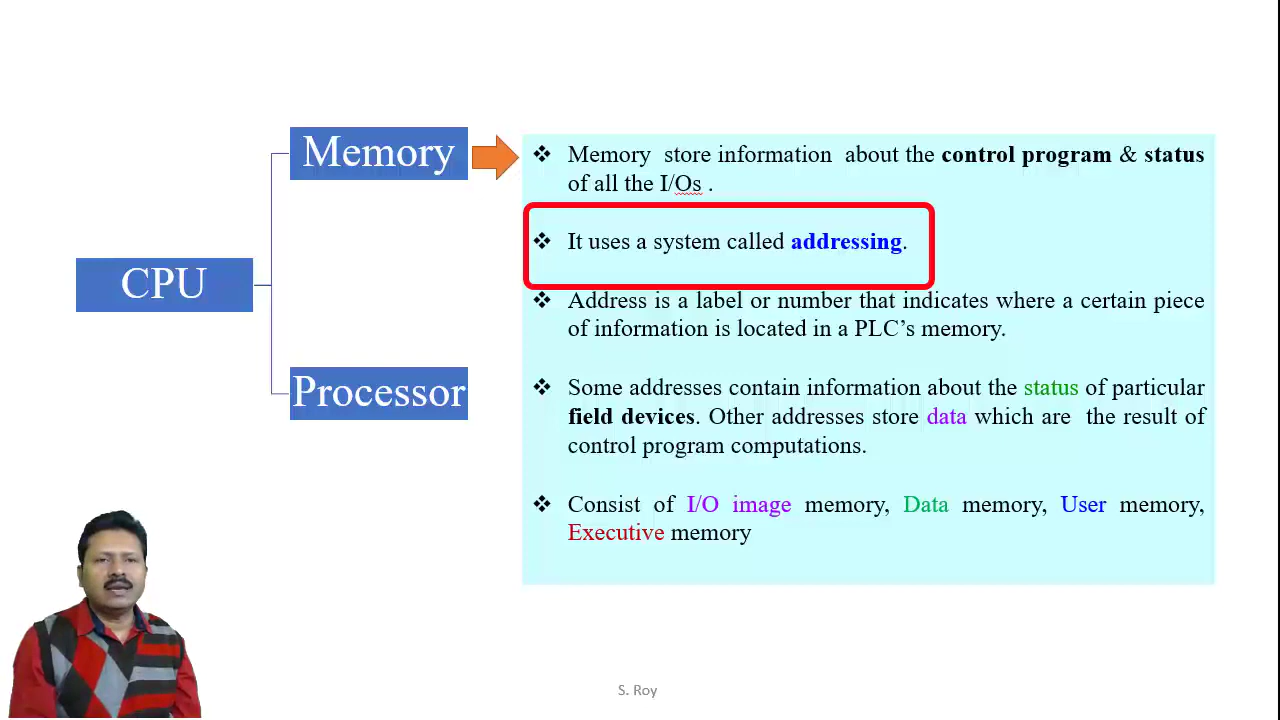 Memory
CPU
Processor
❖ Memory store information about the control program & status
of all the I/Os .
❖ It uses a system called addressing.
❖ Address is a label or number that indicates where a certain piece
of information is located in a PLC’s memory.
❖ Some addresses contain information about the status of particular
field devices. Other addresses store data which are the result of
control program computations.
❖ Consist of I/O image memory, Data memory, User memory,
Executive memory
S. Roy